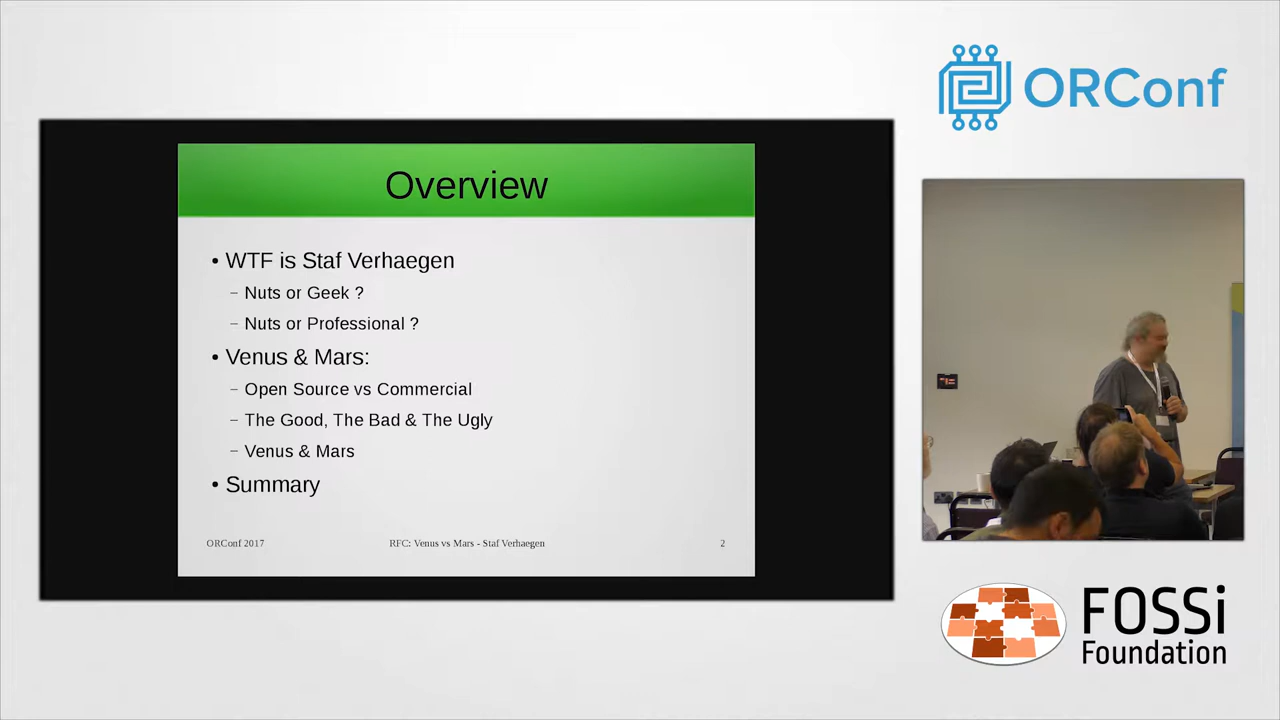 ORConf
Overview
• WTF is Staf Verhaegen
– Nuts or Geek ?
– Nuts or Professional ?
• Venus & Mars:
– Open Source vs Commercial
– The Good, The Bad & The Ugly
– Venus & Mars
• Summary
ORConf 2017 RFC: Venus vs Mars - Staf Verhaegen 2
FOSSi
Foundation